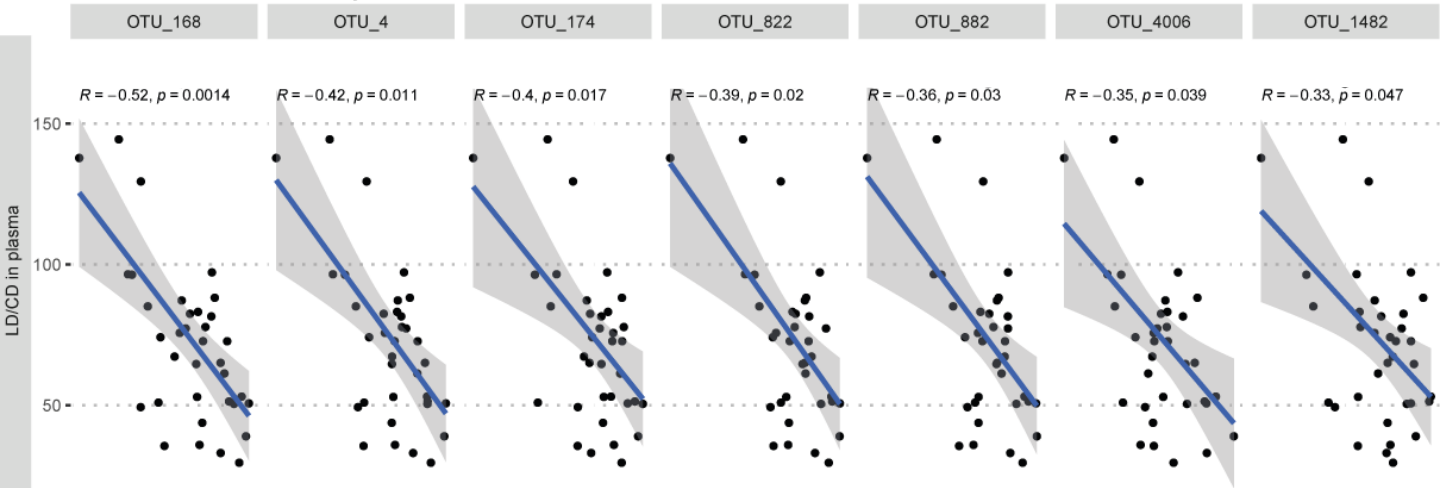 OTU_168 OTU_4 OTU_174 OTU_822 OTU_882 OTU_4006 OTU_1482
R = −0.52, p = 0.0014 R = −0.42, p = 0.011 R = −0.4, p = 0.017 R = −0.39, p = 0.02 R = −0.36, p = 0.03 R = −0.35, p = 0.039 R = −0.33, p = 0.047
150
100
50
LD/CD in plasma